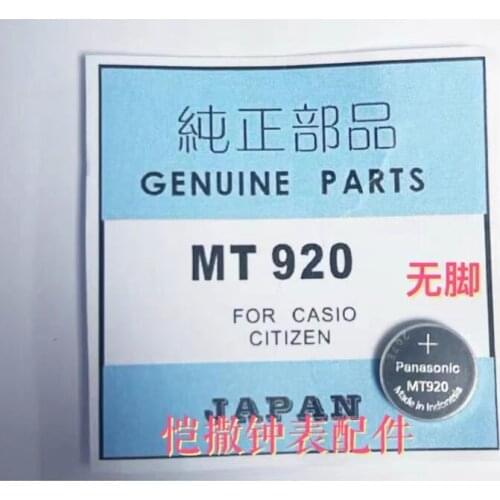 純正部品
GENUINE PARTS
MT 920
无脚
FOR CASIO
CITIZEN
+
Panasonic
MT920
Made in Indonesia
JAPAN
恺撒钟表配件